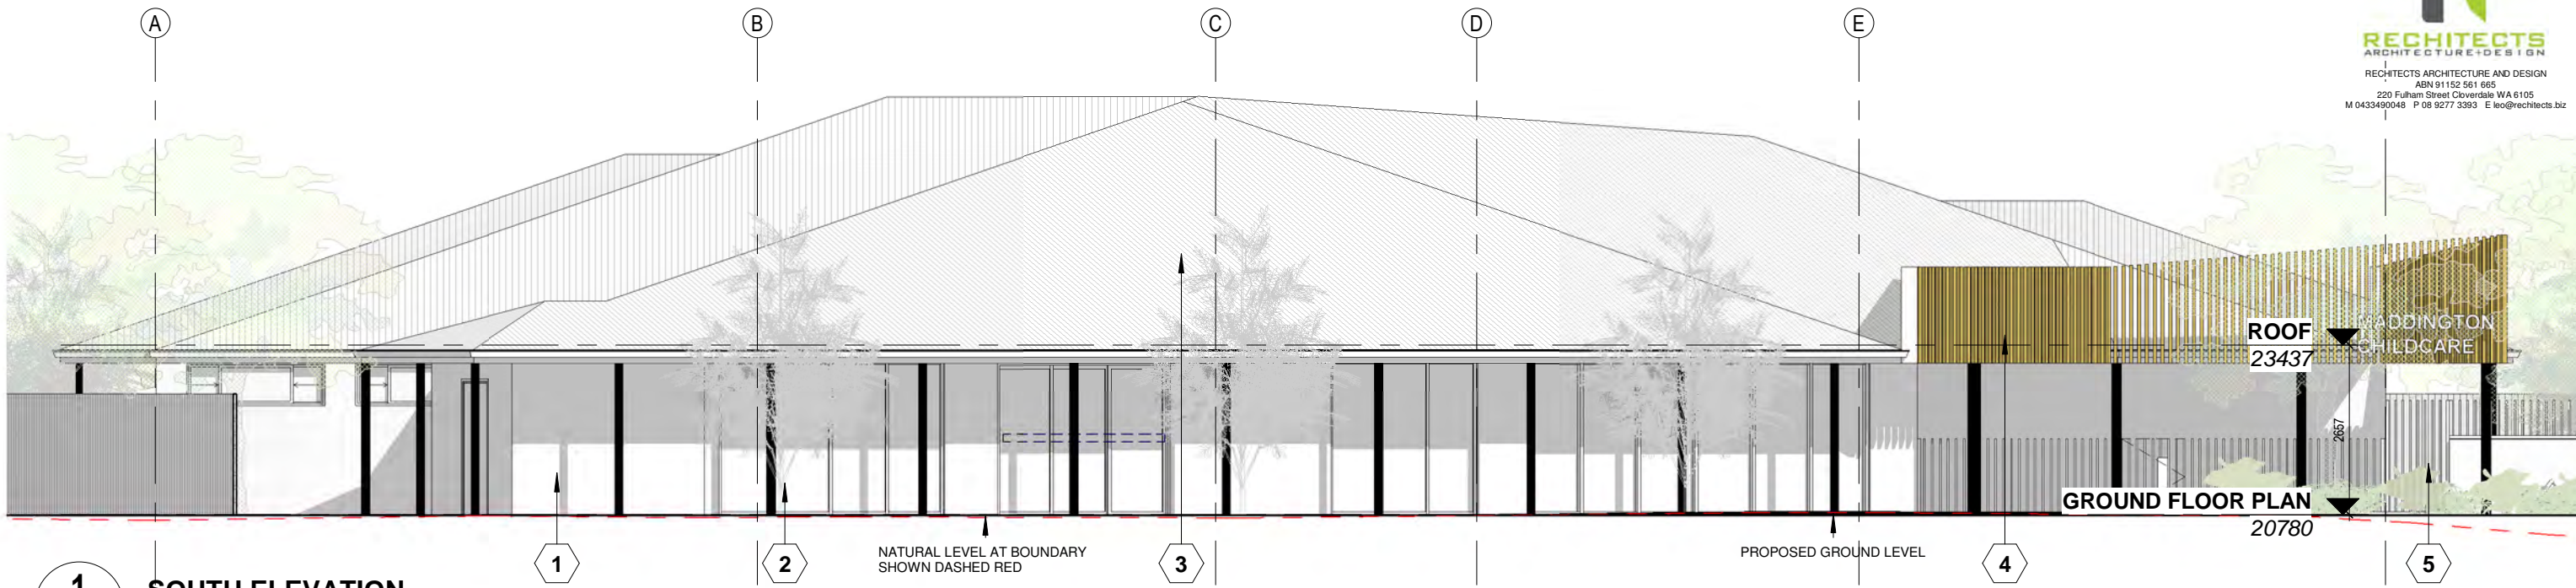 A
B
C
D
E
RECHITECTS
ARCHITECTURE+DESIGN
RECHITECTS ARCHITECTURE AND DESIGN
ABN 91152 561 665
220 Fulham Street Cloverdale WA 6105
M 0433490048 P 08 9277 3393 E leo@rechitects.biz
ROOF
23437
MADDINGTON
CHILDCARE
2657
GROUND FLOOR PLAN
20780
1
2
NATURAL LEVEL AT BOUNDARY
SHOWN DASHED RED
3
PROPOSED GROUND LEVEL
4
5
1
SOUTH ELEVATION